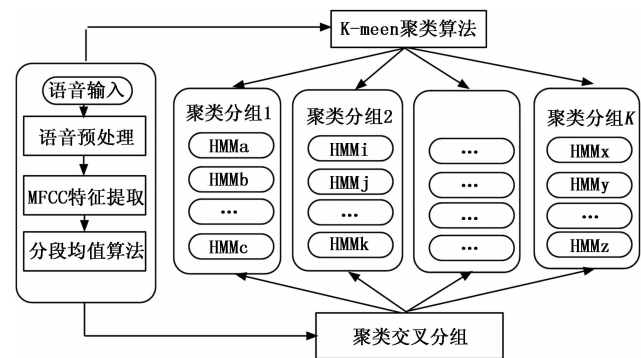 K-meen聚类算法
语音输入
语音预处理
MFCC特征提取
分段均值算法
聚类分组1
HMMa
HMMb
...
HMMc
聚类分组2
HMMi
HMMj
...
HMMk
...
...
...
...
聚类分组K
HMMx
HMMy
...
HMMz
聚类交叉分组